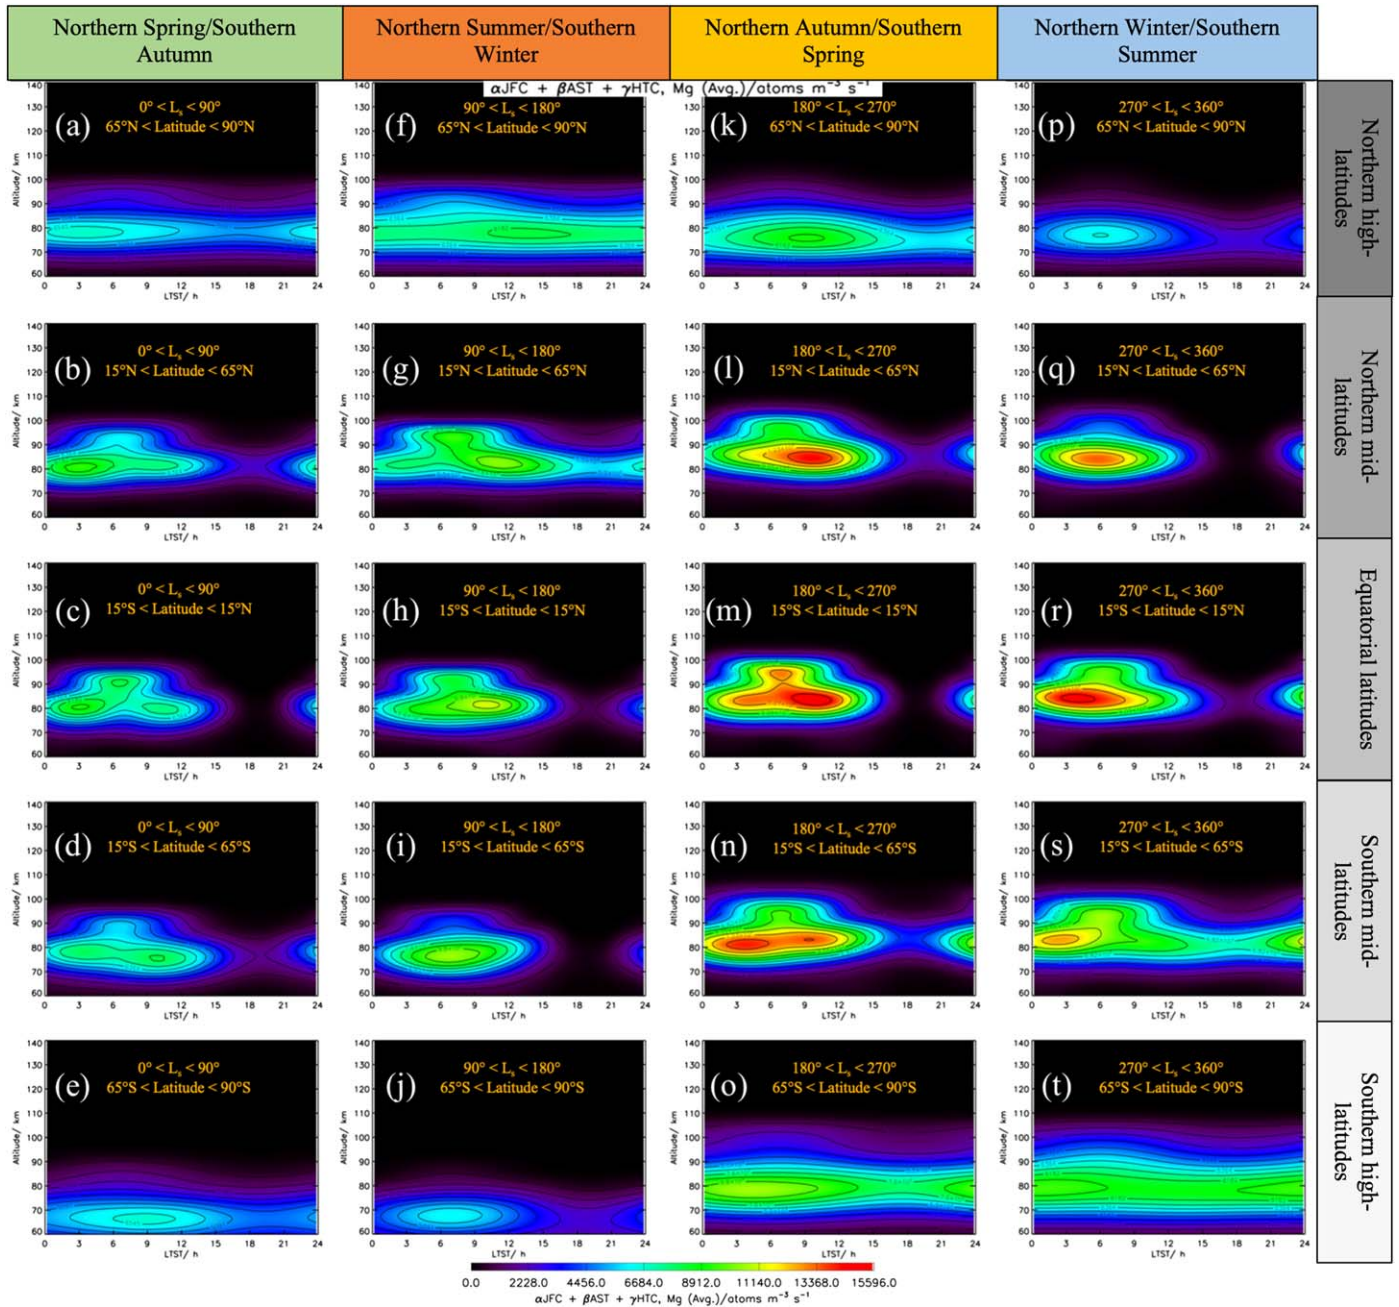 Northern Spring/Southern
Autumn
Northern Summer/Southern
Winter
Northern Autumn/Southern
Spring
Northern Winter/Southern
Summer
αJFC + βAST + γHTC, Mg (Avg.)/atoms m⁻³ s⁻¹
(a)
0° < Lₛ < 90°
65°N < Latitude < 90°N
(f)
90° < Lₛ < 180°
65°N < Latitude < 90°N
(k)
180° < Lₛ < 270°
65°N < Latitude < 90°N
(p)
270° < Lₛ < 360°
65°N < Latitude < 90°N
Northern high-
latitudes
Altitude/ km
140
130
120
110
100
90
80
70
60
0 3 6 9 12 15 18 21 24
LTST/ h
(b)
0° < Lₛ < 90°
15°N < Latitude < 65°N
(g)
90° < Lₛ < 180°
15°N < Latitude < 65°N
(l)
180° < Lₛ < 270°
15°N < Latitude < 65°N
(q)
270° < Lₛ < 360°
15°N < Latitude < 65°N
Northern mid-
latitudes
(c)
0° < Lₛ < 90°
15°S < Latitude < 15°N
(h)
90° < Lₛ < 180°
15°S < Latitude < 15°N
(m)
180° < Lₛ < 270°
15°S < Latitude < 15°N
(r)
270° < Lₛ < 360°
15°S < Latitude < 15°N
Equatorial latitudes
(d)
0° < Lₛ < 90°
15°S < Latitude < 65°S
(i)
90° < Lₛ < 180°
15°S < Latitude < 65°S
(n)
180° < Lₛ < 270°
15°S < Latitude < 65°S
(s)
270° < Lₛ < 360°
15°S < Latitude < 65°S
Southern mid-
latitudes
(e)
0° < Lₛ < 90°
65°S < Latitude < 90°S
(j)
90° < Lₛ < 180°
65°S < Latitude < 90°S
(o)
180° < Lₛ < 270°
65°S < Latitude < 90°S
(t)
270° < Lₛ < 360°
65°S < Latitude < 90°S
Southern high-
latitudes
0.0 2228.0 4456.0 6684.0 8912.0 11140.0 13368.0 15596.0
αJFC + βAST + γHTC, Mg (Avg.)/atoms m⁻³ s⁻¹